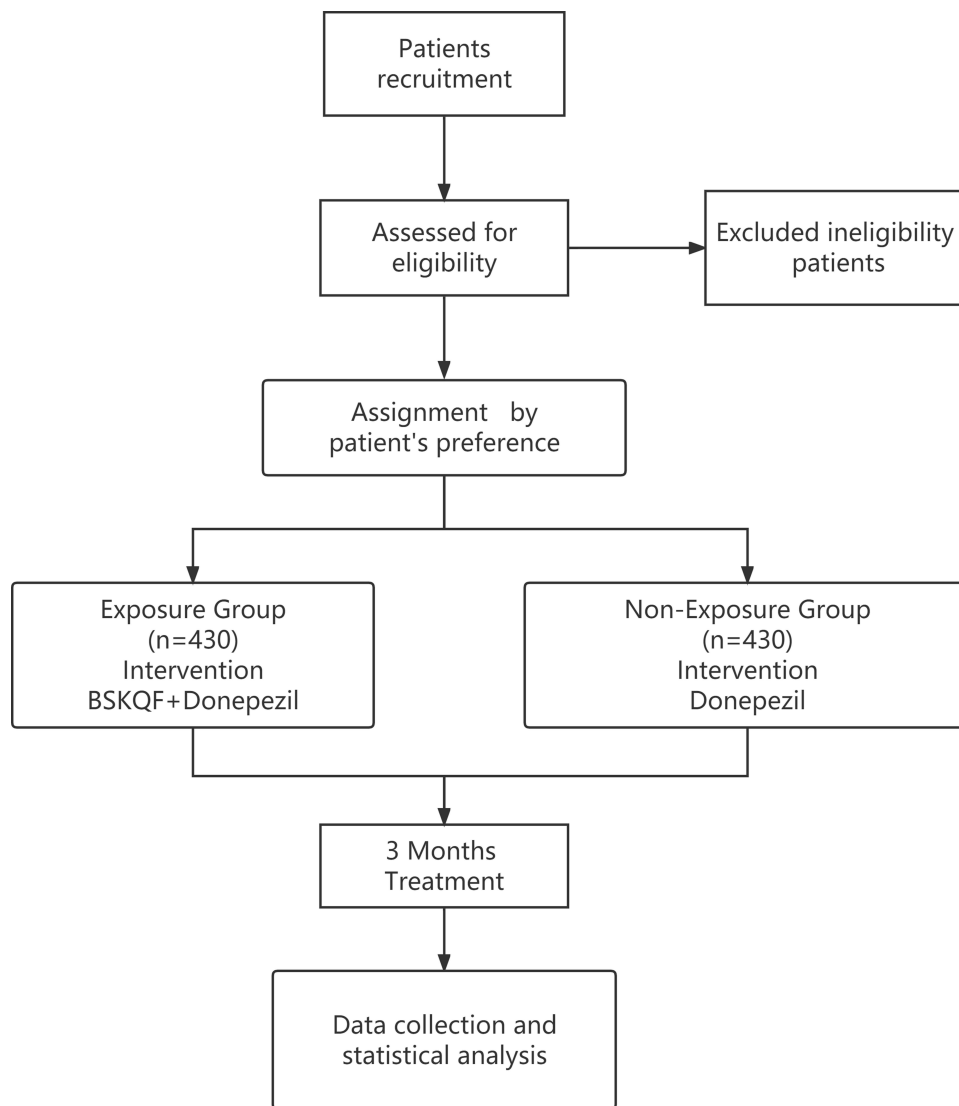 Patients
recruitment
Assessed for
eligibility
Excluded ineligibility
patients
Assignment by
patient's preference
Exposure Group
(n=430)
Intervention
BSKQF+Donepezil
Non-Exposure Group
(n=430)
Intervention
Donepezil
3 Months
Treatment
Data collection and
statistical analysis